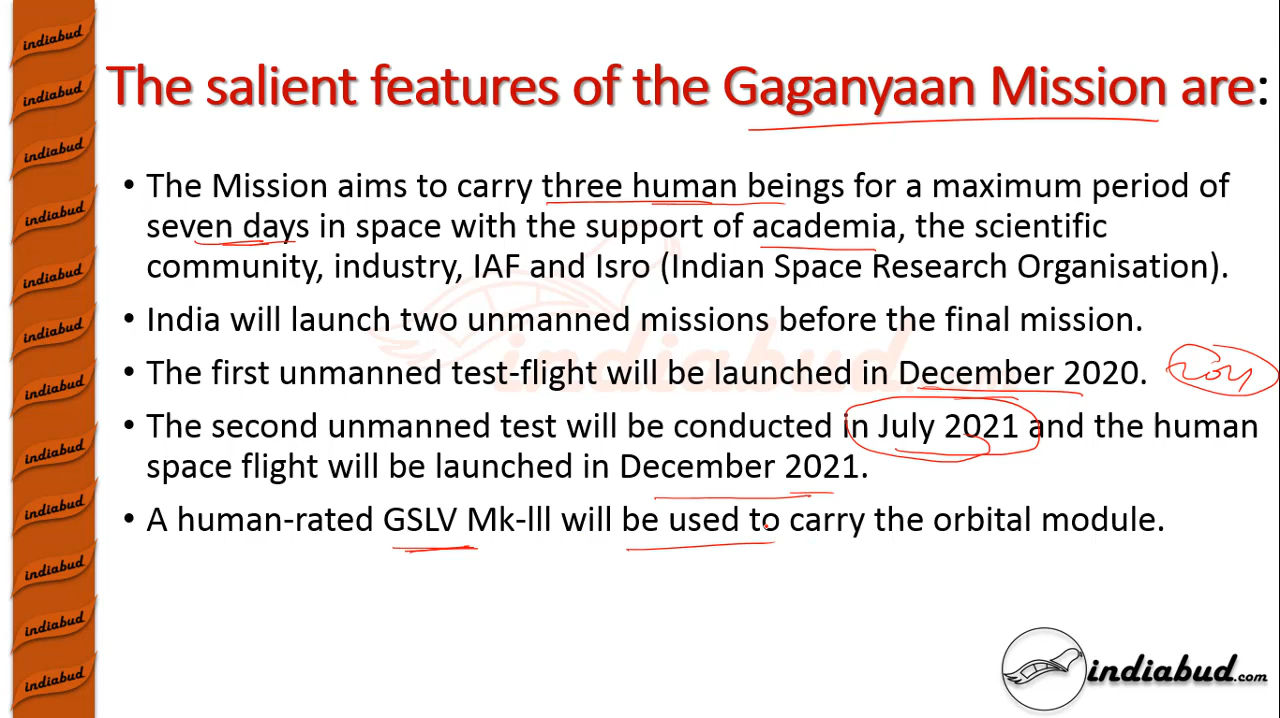 The salient features of the Gaganyaan Mission are:
• The Mission aims to carry three human beings for a maximum period of
seven days in space with the support of academia, the scientific
community, industry, IAF and Isro (Indian Space Research Organisation).
• India will launch two unmanned missions before the final mission.
• The first unmanned test-flight will be launched in December 2020.
• The second unmanned test will be conducted in July 2021 and the human
space flight will be launched in December 2021.
• A human-rated GSLV Mk-lll will be used to carry the orbital module.
indiabud
indiabud
indiabud
indiabud
indiabud
indiabud
indiabud
indiabud
indiabud
indiabud
indiabud
indiabud
indiabud
indiabud.com